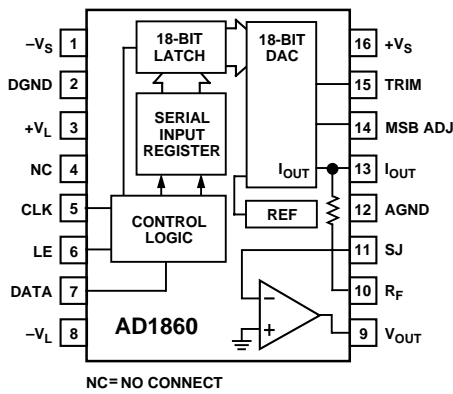 –VS 1
DGND 2
+VL 3
NC 4
CLK 5
LE 6
DATA 7
–VL 8
18-BIT
LATCH
SERIAL
INPUT
REGISTER
CONTROL
LOGIC
18-BIT
DAC
IOUT
REF
–
+
AD1860
16 +VS
15 TRIM
14 MSB ADJ
13 IOUT
12 AGND
11 SJ
10 RF
9 VOUT
NC= NO CONNECT